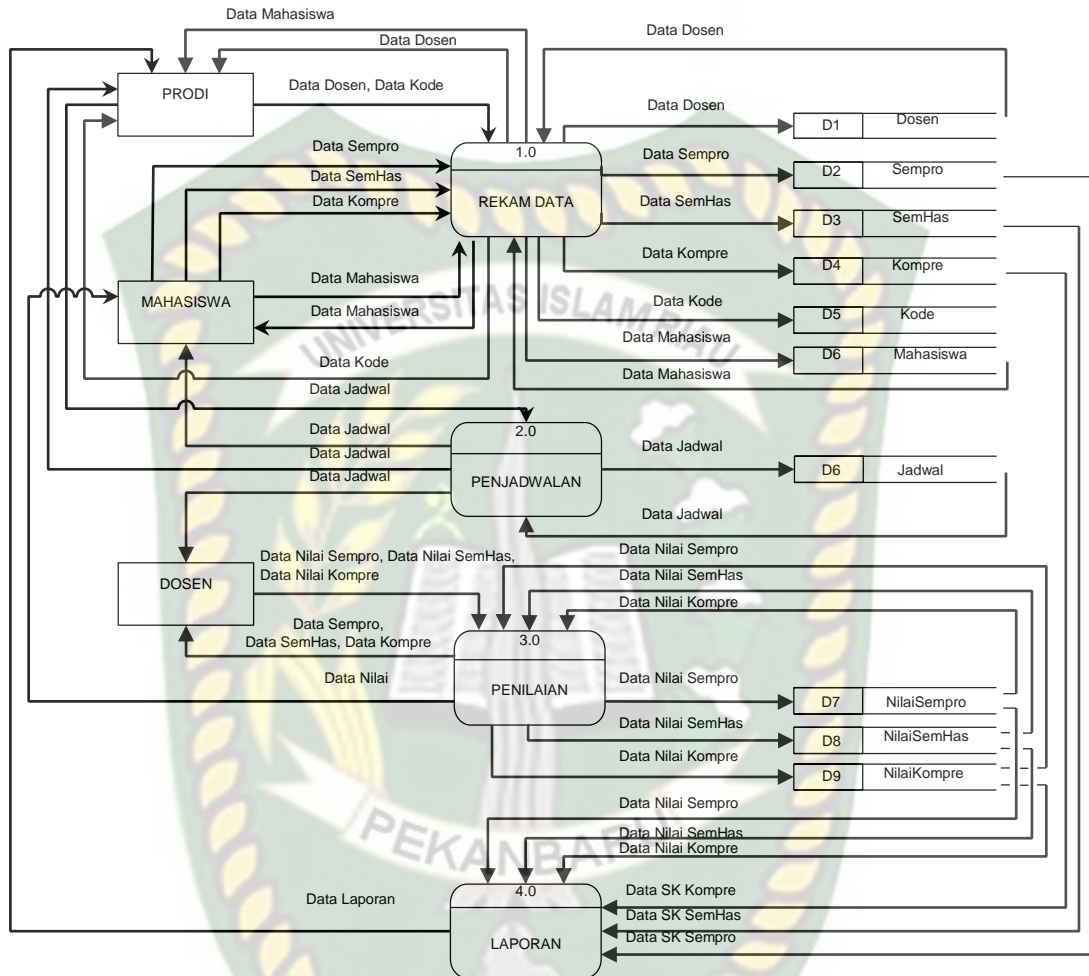 Data Mahasiswa
Data Dosen
Data Dosen
PRODI
Data Dosen, Data Kode
Data Dosen
D1
Dosen
Data Sempro
1.0
REKAM DATA
Data Sempro
D2
Sempro
Data SemHas
Data Kompre
Data SemHas
D3
SemHas
Data Kompre
D4
Kompre
MAHASISWA
Data Mahasiswa
Data Mahasiswa
Data Kode
D5
Kode
Data Mahasiswa
D6
Mahasiswa
Data Kode
Data Mahasiswa
Data Jadwal
UNIVERSITAS ISLAM RIAU
2.0
PENJADWALAN
Data Jadwal
Data Jadwal
Data Jadwal
Data Jadwal
D6
Jadwal
Data Jadwal
DOSEN
Data Nilai Sempro, Data Nilai SemHas,
Data Nilai Kompre
Data Nilai Sempro
Data Nilai SemHas
Data Nilai Kompre
Data Sempro,
Data SemHas, Data Kompre
3.0
PENILAIAN
Data Nilai
Data Nilai Sempro
D7
NilaiSempro
Data Nilai SemHas
D8
NilaiSemHas
Data Nilai Kompre
D9
NilaiKompre
Data Nilai Sempro
Data Nilai SemHas
Data Nilai Kompre
PEKANBARU
4.0
LAPORAN
Data Laporan
Data SK Kompre
Data SK SemHas
Data SK Sempro